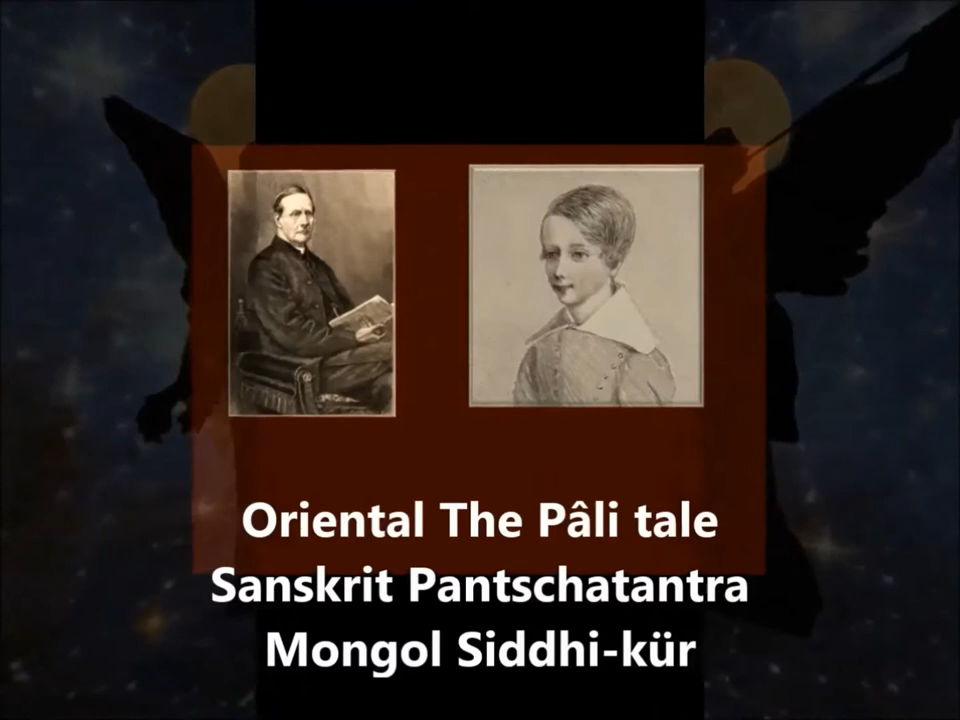 Oriental The Pâli tale
Sanskrit Pantschatantra
Mongol Siddhi-kür